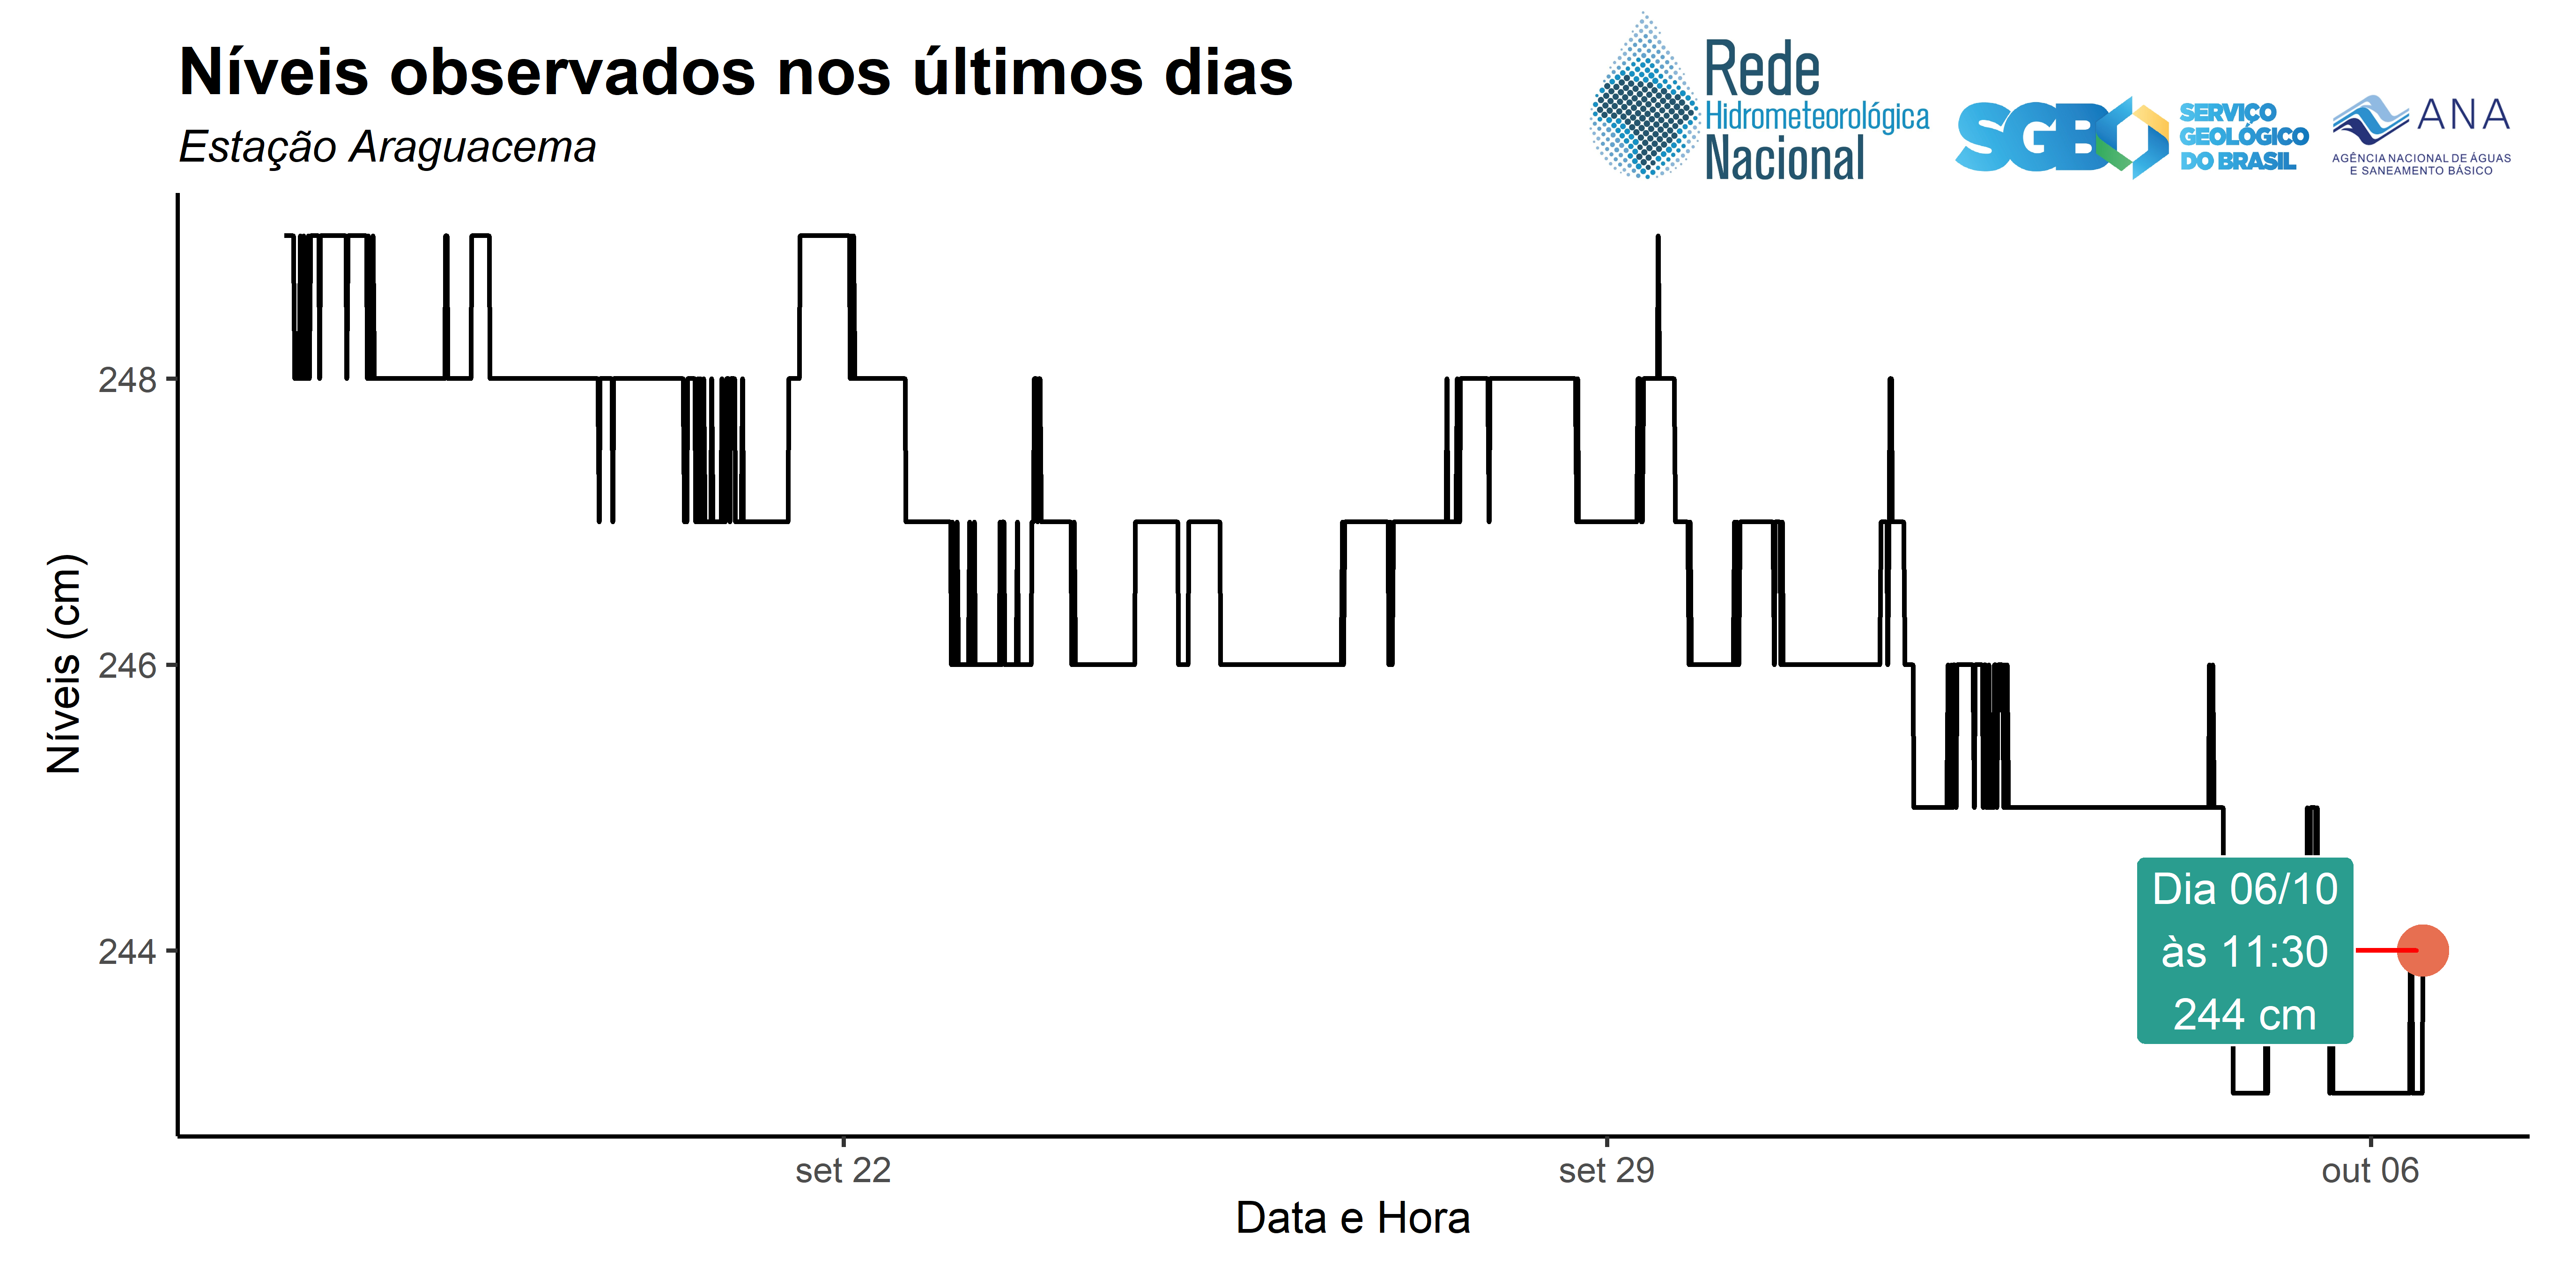 Níveis observados nos últimos dias
Estação Araguacema
Rede
Hidrometeorológica
Nacional
SGB
SERVIÇO
GEOLÓGICO
DO BRASIL
ANA
AGÊNCIA NACIONAL DE ÁGUAS
E SANEAMENTO BÁSICO
Níveis (cm)
248
246
244
Dia 06/10
às 11:30
244 cm
set 22
set 29
out 06
Data e Hora